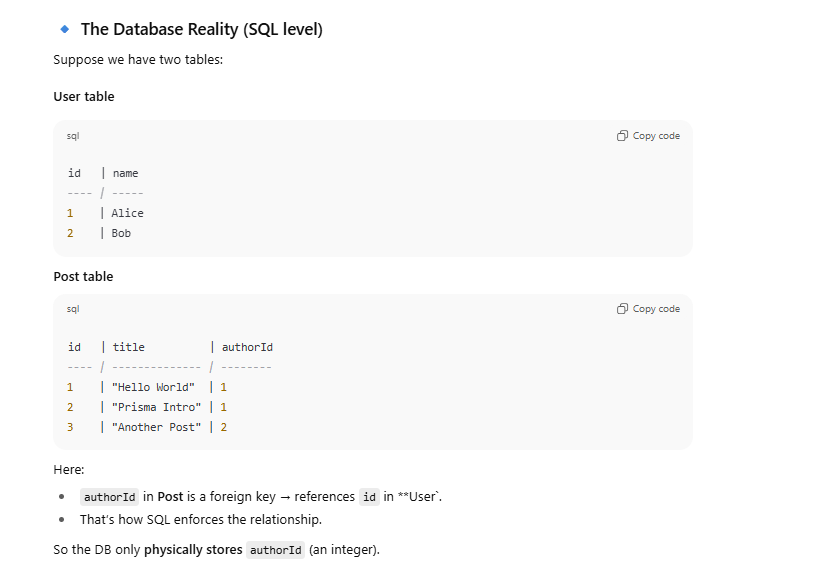 The Database Reality (SQL level)
Suppose we have two tables:
User table
sql
Copy code
id | name
---- / -----
1 | Alice
2 | Bob
Post table
sql
Copy code
id | title | authorId
---- / -------------- / --------
1 | "Hello World" | 1
2 | "Prisma Intro" | 1
3 | "Another Post" | 2
Here:
• authorId in Post is a foreign key → references id in **User`.
• That's how SQL enforces the relationship.
So the DB only physically stores authorId (an integer).